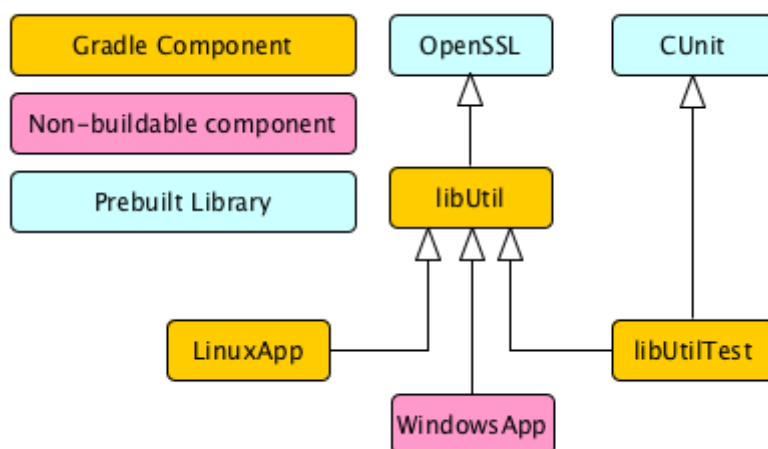 Gradle Component
OpenSSL
CUnit
Non-buildable component
Prebuilt Library
libUtil
LinuxApp
libUtilTest
WindowsApp